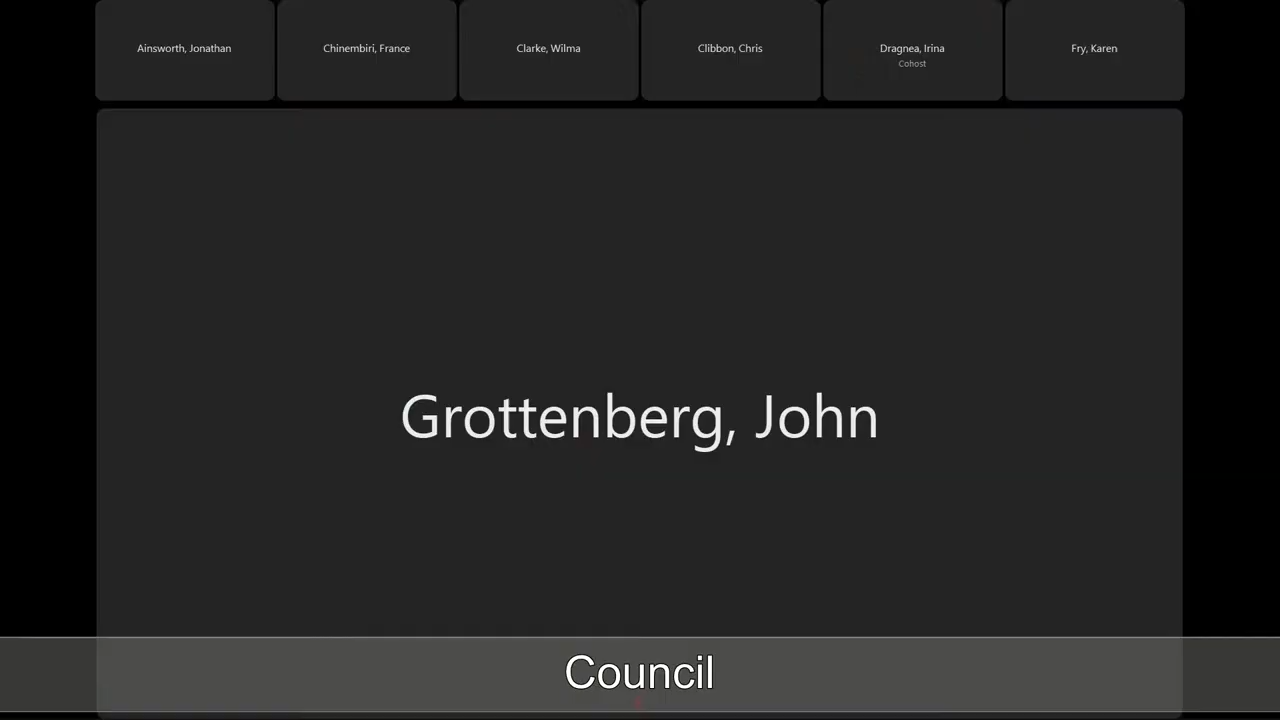 Ainsworth, Jonathan
Chinembiri, France
Clarke, Wilma
Clibbon, Chris
Dragnea, Irina
Cohost
Fry, Karen
Grottenberg, John
Council